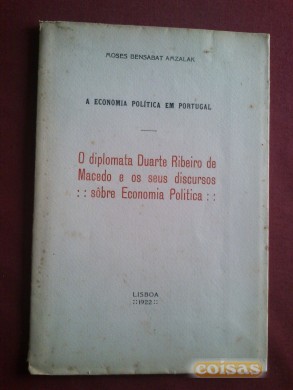 MOSES BENSABAT AMZALAK
A ECONOMIA POLÍTICA EM PORTUGAL
O diplomata Duarte Ribeiro de
Macedo e os seus discursos
:: sôbre Economia Politica ::
LISBOA
::1922::
coisas